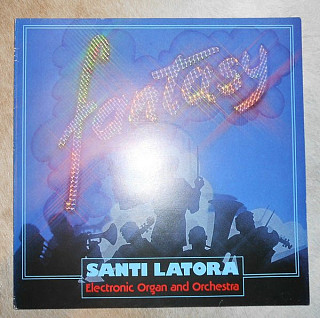 fantasy
SANTI LATORA
Electronic Organ and Orchestra